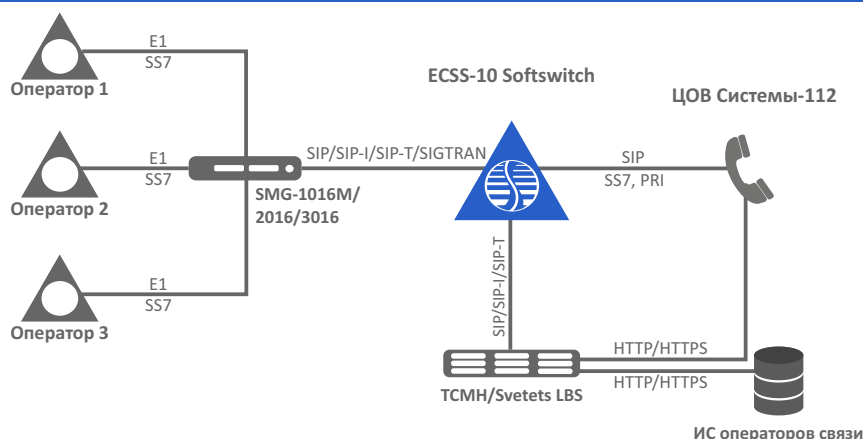 E1
SS7
Оператор 1
ECSS-10 Softswitch
ЦОВ Системы-112
E1
SS7
Оператор 2
SIP/SIP-I/SIP-T/SIGTRAN
SMG-1016M/
2016/3016
SIP
SS7, PRI
SIP/SIP-I/SIP-T
E1
SS7
Оператор 3
HTTP/HTTPS
HTTP/HTTPS
ТСМН/Svetets LBS
ИС операторов связи